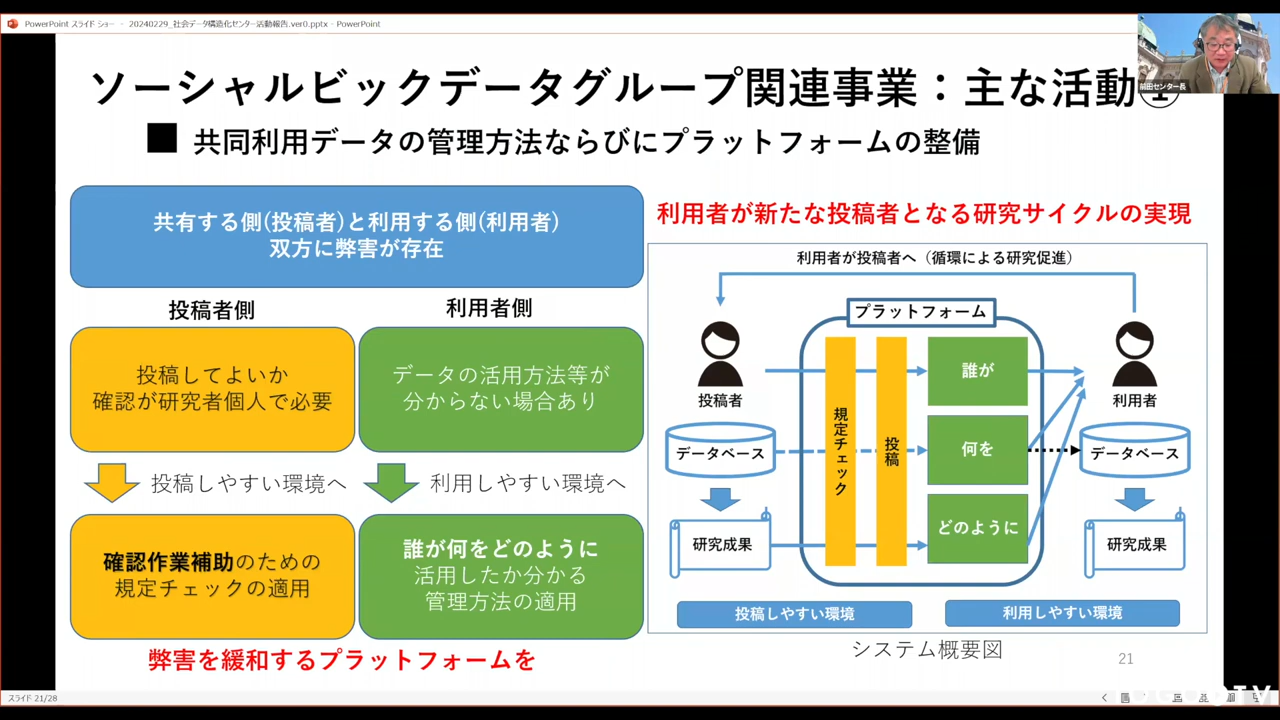 PowerPoint スライド ショー - 20240229_社会データ構造化センター活動報告.ver0.pptx - PowerPoint
前田センター長
ソーシャルビックデータグループ関連事業：主な活動①
■ 共同利用データの管理方法ならびにプラットフォームの整備
共有する側(投稿者)と利用する側(利用者)
双方に弊害が存在
投稿者側
利用者側
投稿してよいか
確認が研究者個人で必要
データの活用方法等が
分からない場合あり
投稿しやすい環境へ
利用しやすい環境へ
確認作業補助のための
規定チェックの適用
誰が何をどのように
活用したか分かる
管理方法の適用
弊害を緩和するプラットフォームを
利用者が新たな投稿者となる研究サイクルの実現
利用者が投稿者へ（循環による研究促進）
プラットフォーム
投稿者
データベース
研究成果
規定チェック
投稿
誰が
何を
どのように
利用者
データベース
研究成果
投稿しやすい環境
利用しやすい環境
システム概要図
21
スライド 21/28